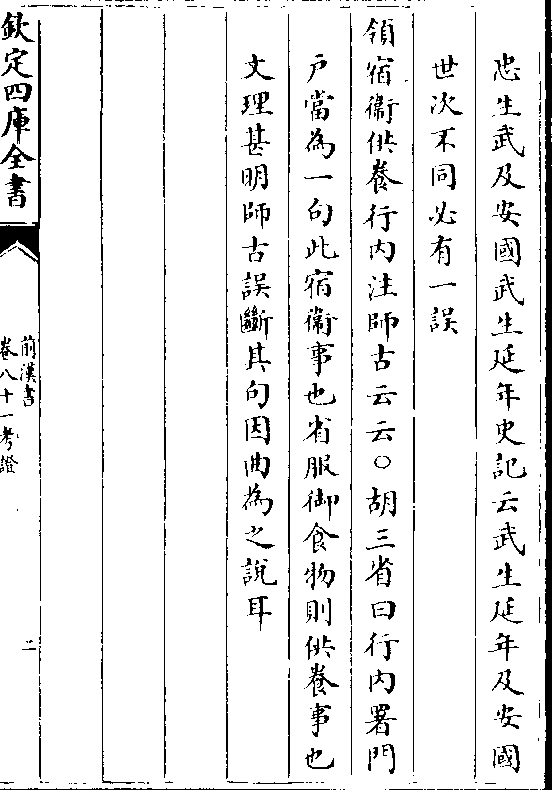 忠生武及安國武生延年史記云武生延年及安國
世次不同必有一誤
領宿衞供養行内注師古云云○胡三省曰行内署門
戸當為一句此宿衞事也省服御食物則供養事也
文理甚明師古誤斷其句因曲為之說耳
欽定四庫全書
前漢書
卷八十一考證
二